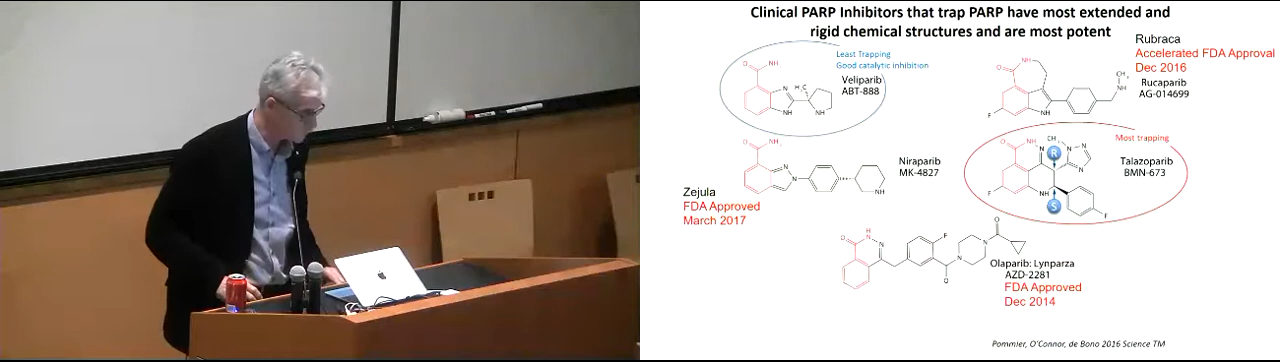 Clinical PARP Inhibitors that trap PARP have most extended and
rigid chemical structures and are most potent
Least Trapping
Good catalytic inhibition
Veliparib
ABT-888
Rubraca
Accelerated FDA Approval
Dec 2016
Rucaparib
AG-014699
Niraparib
MK-4827
Zejula
FDA Approved
March 2017
Most trapping
Talazoparib
BMN-673
R
S
Olaparib: Lynparza
AZD-2281
FDA Approved
Dec 2014
Pommier, O'Connor, de Bono 2016 Science TM